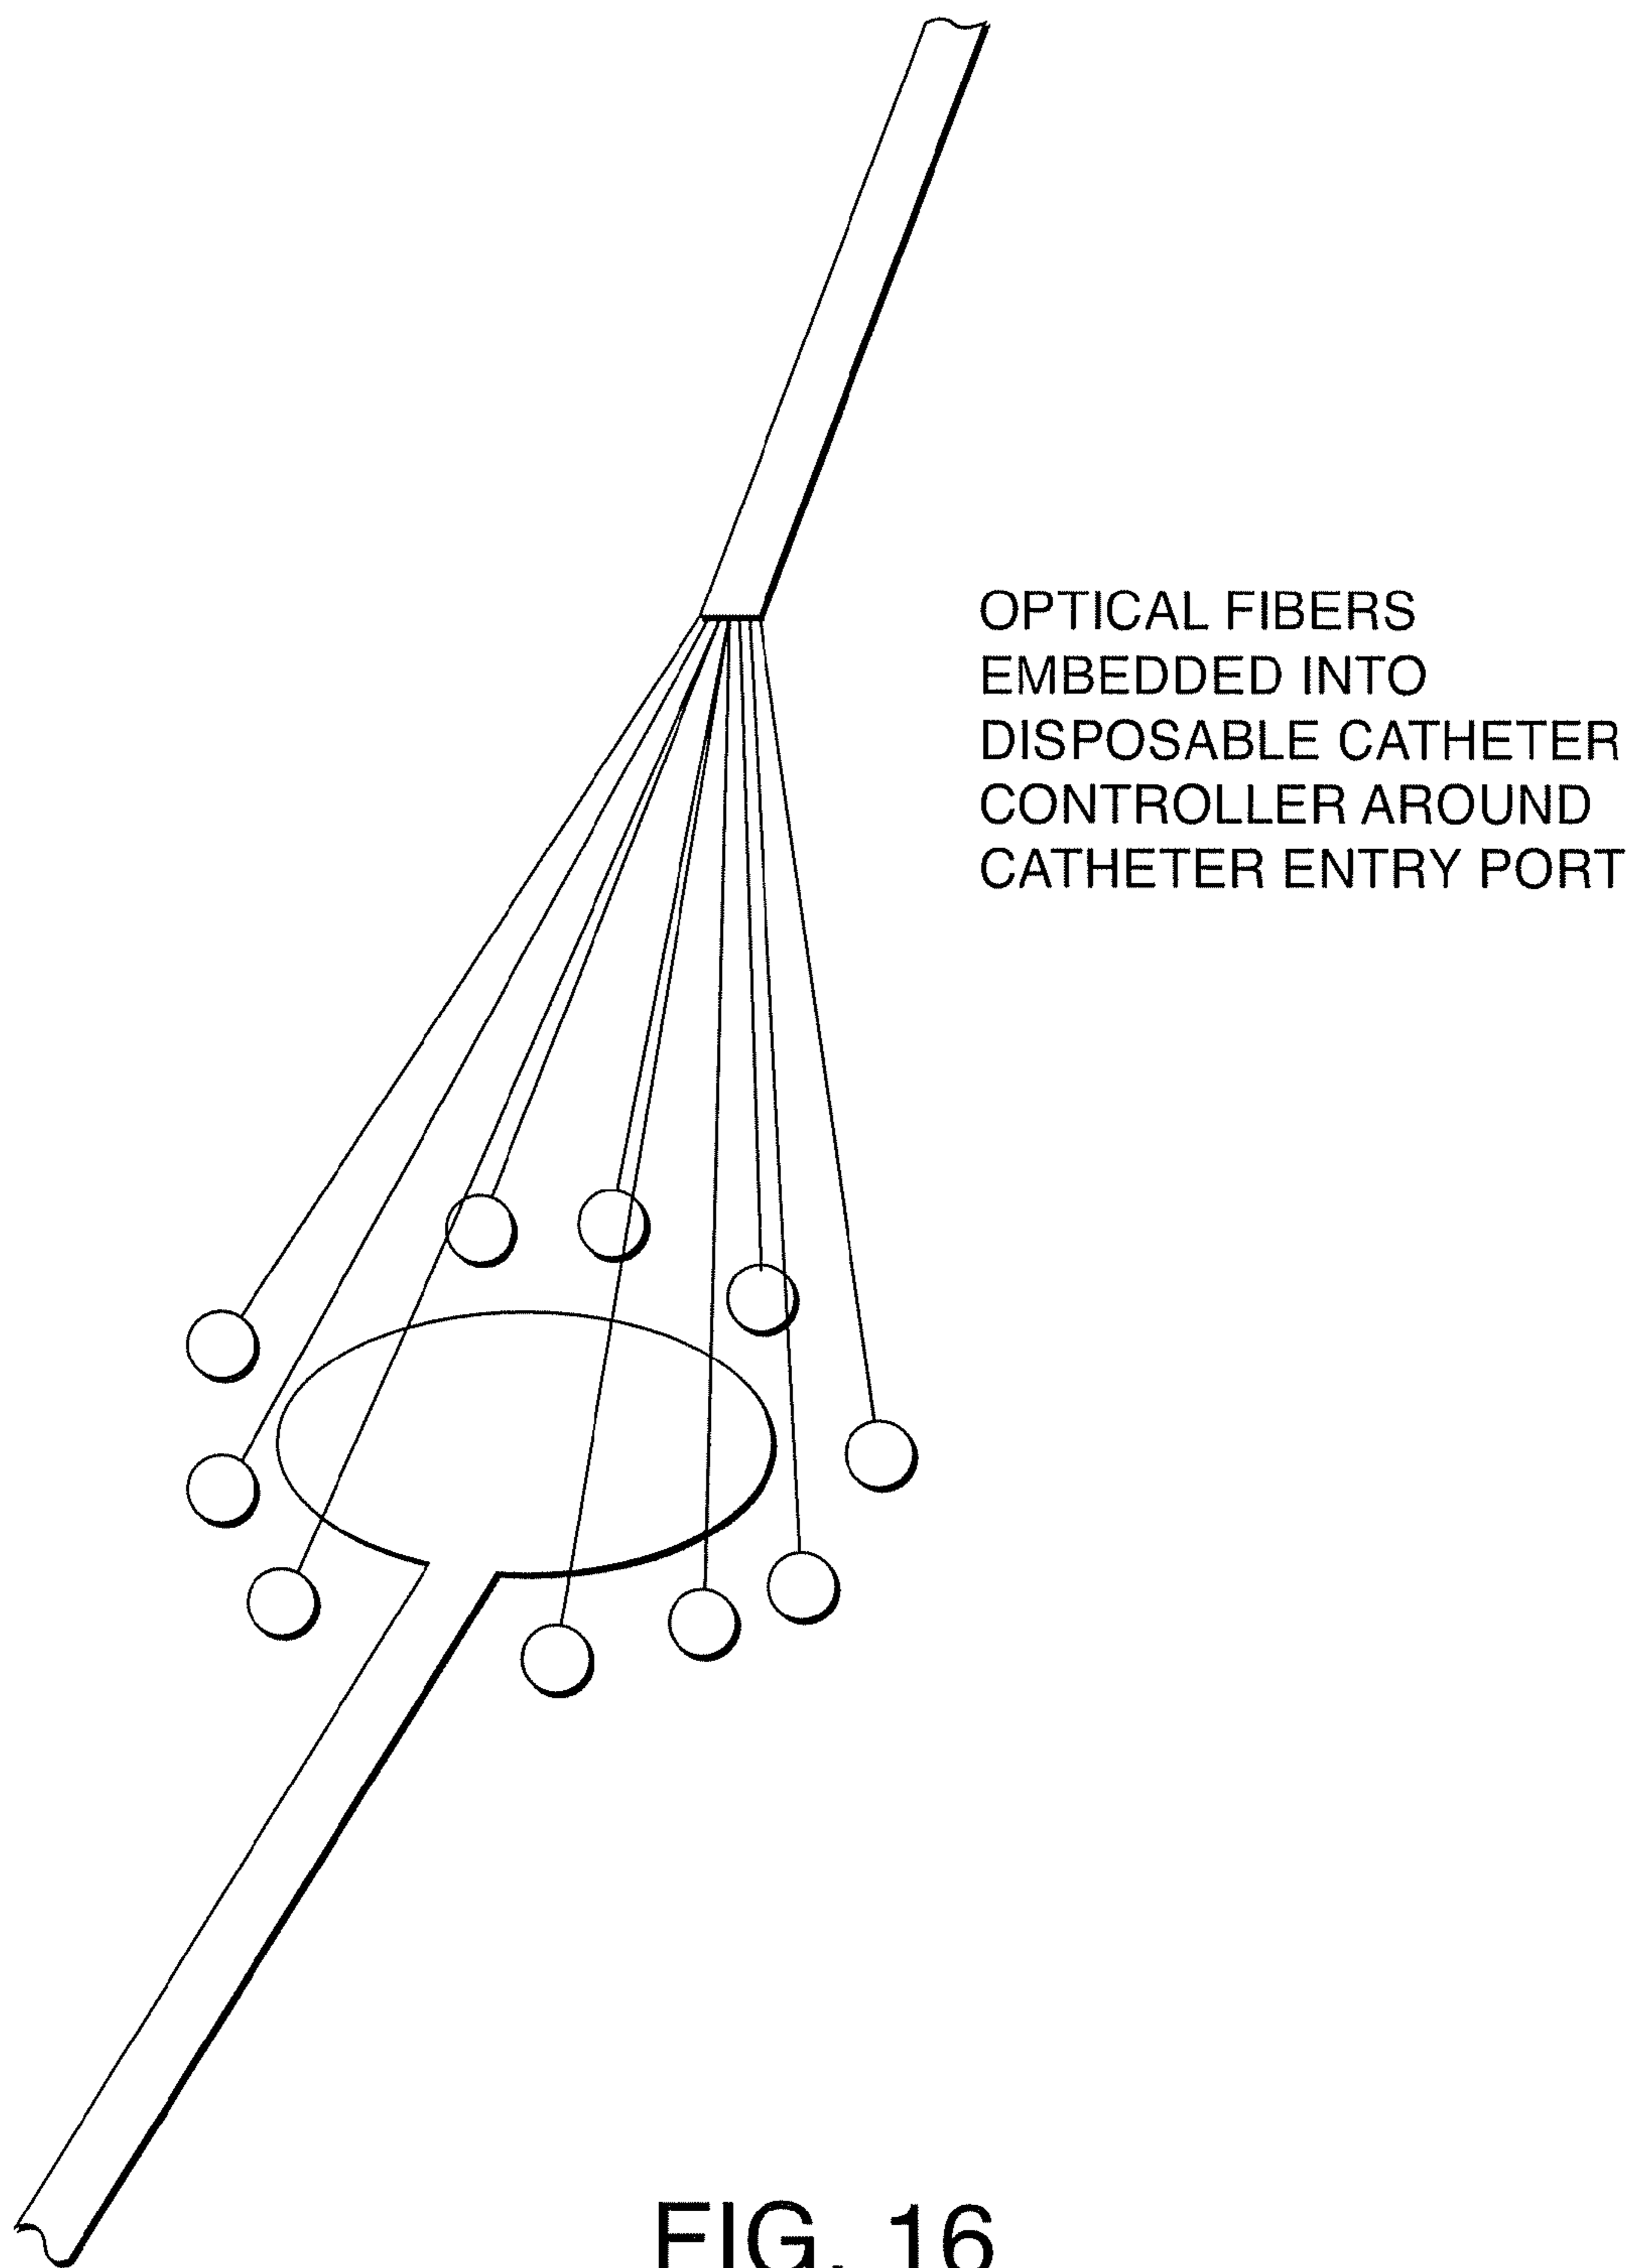 OPTICAL FIBERS
EMBEDDED INTO
DISPOSABLE CATHETER
CONTROLLER AROUND
CATHETER ENTRY PORT
FIG. 16